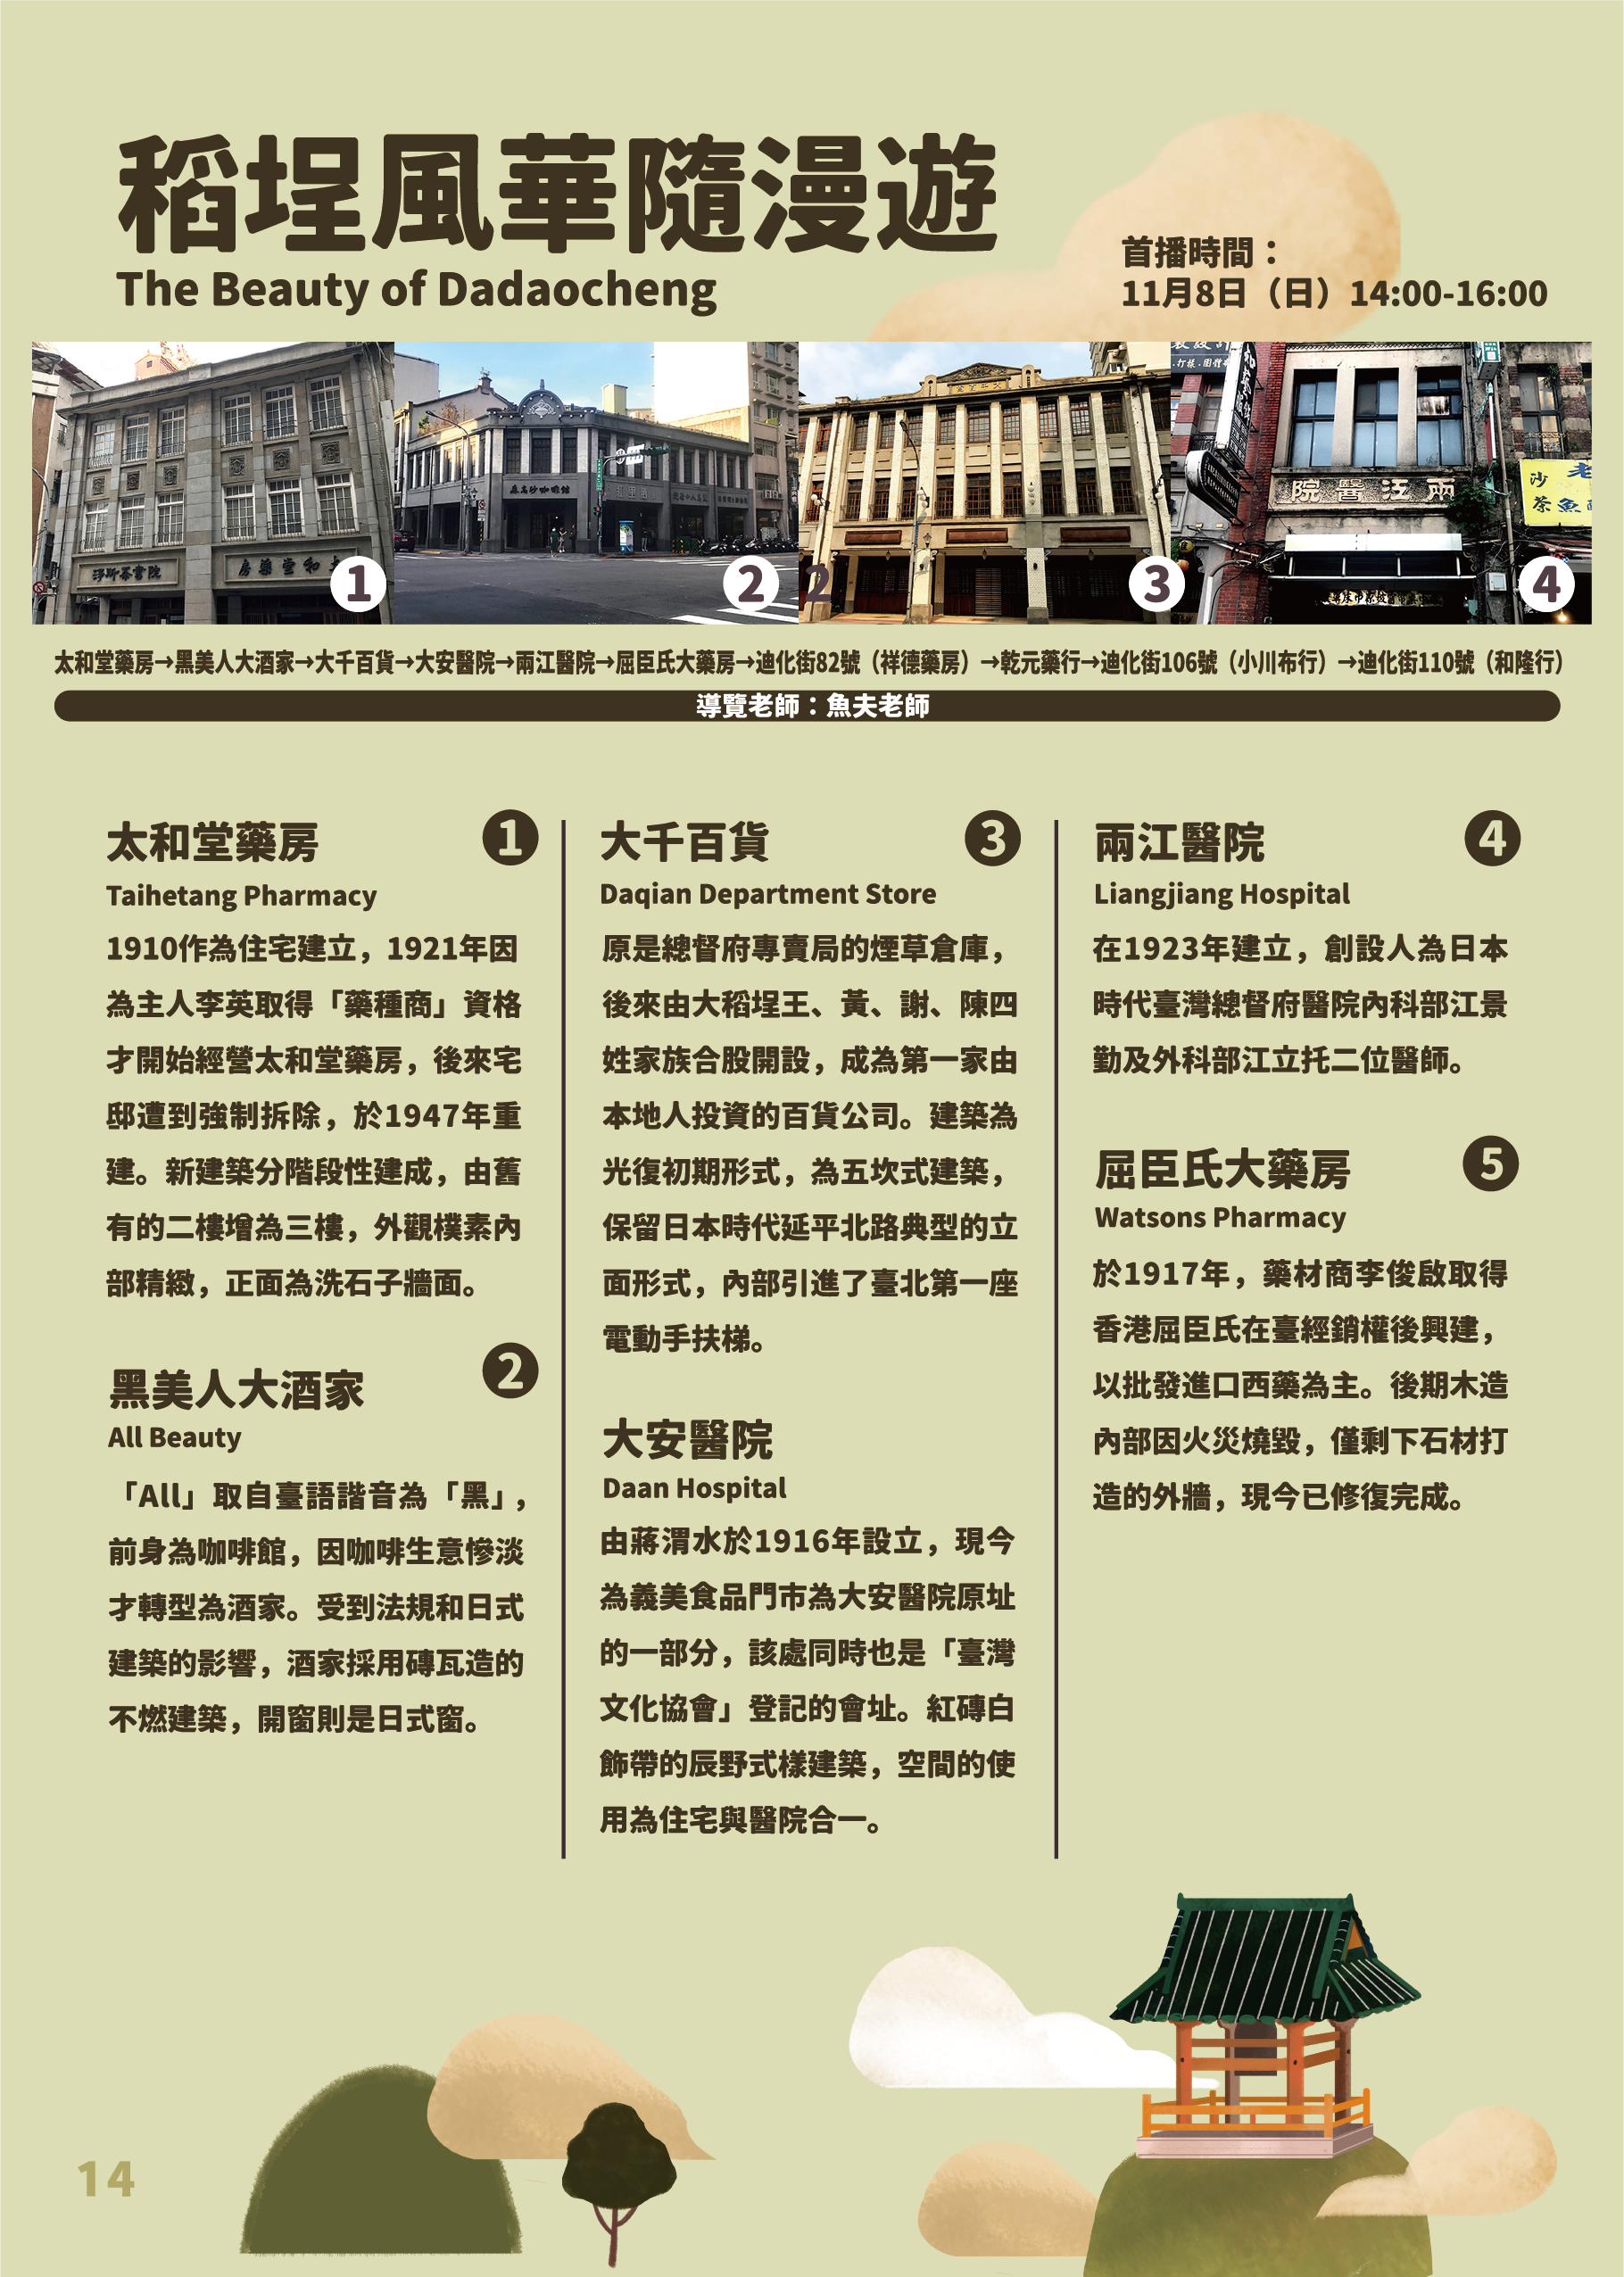 稻埕風華隨漫遊
The Beauty of Dadaocheng
首播時間：
11月8日（日）14:00-16:00
淨斯茶書院
房藥堂和太
1
森高砂咖啡館
2
2
3
院醫江兩
沙茶
老
魚
4
太和堂藥房→黑美人大酒家→大千百貨→大安醫院→兩江醫院→屈臣氏大藥房→迪化街82號（祥德藥房）→乾元藥行→迪化街106號（小川布行）→迪化街110號（和隆行）
導覽老師：魚夫老師
太和堂藥房
1
Taihetang Pharmacy
1910作為住宅建立，1921年因
為主人李英取得「藥種商」資格
才開始經營太和堂藥房，後來宅
邸遭到強制拆除，於1947年重
建。新建築分階段性建成，由舊
有的二樓增為三樓，外觀樸素內
部精緻，正面為洗石子牆面。
黑美人大酒家
2
All Beauty
「All」取自臺語諧音為「黑」，
前身為咖啡館，因咖啡生意慘淡
才轉型為酒家。受到法規和日式
建築的影響，酒家採用磚瓦造的
不燃建築，開窗則是日式窗。
大千百貨
3
Daqian Department Store
原是總督府專賣局的煙草倉庫，
後來由大稻埕王、黃、謝、陳四
姓家族合股開設，成為第一家由
本地人投資的百貨公司。建築為
光復初期形式，為五坎式建築，
保留日本時代延平北路典型的立
面形式，內部引進了臺北第一座
電動手扶梯。
大安醫院
Daan Hospital
由蔣渭水於1916年設立，現今
為義美食品門市為大安醫院原址
的一部分，該處同時也是「臺灣
文化協會」登記的會址。紅磚白
飾帶的辰野式樣建築，空間的使
用為住宅與醫院合一。
兩江醫院
4
Liangjiang Hospital
在1923年建立，創設人為日本
時代臺灣總督府醫院內科部江景
勤及外科部江立托二位醫師。
屈臣氏大藥房
5
Watsons Pharmacy
於1917年，藥材商李俊啟取得
香港屈臣氏在臺經銷權後興建，
以批發進口西藥為主。後期木造
內部因火災燒毀，僅剩下石材打
造的外牆，現今已修復完成。
14